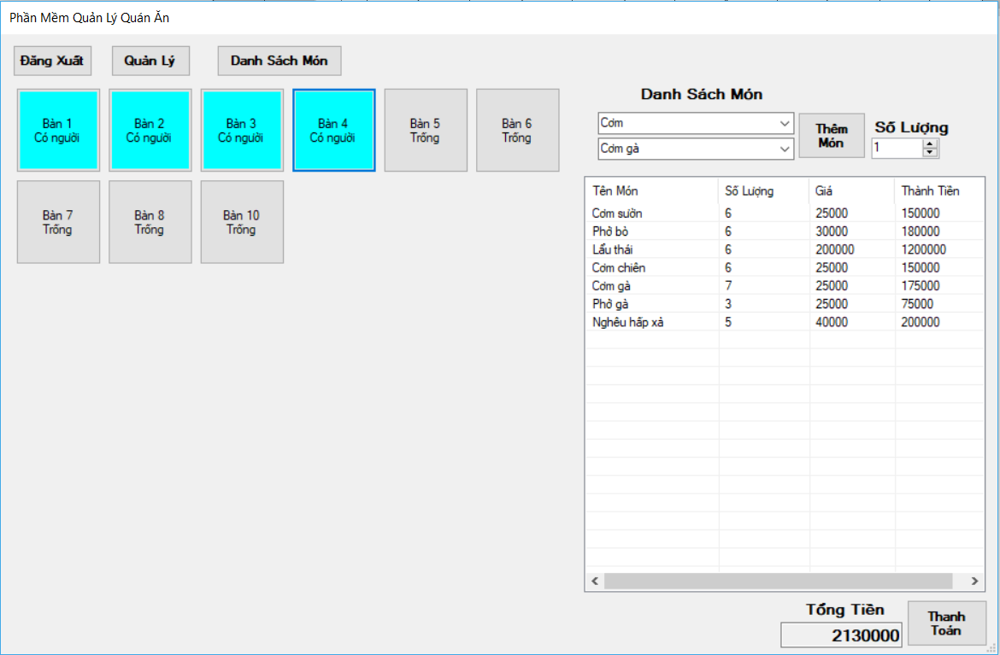 Phần Mềm Quản Lý Quán Ăn
Đăng Xuất Quản Lý Danh Sách Món
Bàn 1
Có người
Bàn 2
Có người
Bàn 3
Có người
Bàn 4
Có người
Bàn 5
Trống
Bàn 6
Trống
Bàn 7
Trống
Bàn 8
Trống
Bàn 10
Trống
Danh Sách Món
Cơm
Cơm gà
Thêm
Món
Số Lượng
1
Tên Món Số Lượng Giá Thành Tiền
Cơm sườn 6 25000 150000
Phở bò 6 30000 180000
Lẩu thái 6 200000 1200000
Cơm chiên 6 25000 150000
Cơm gà 7 25000 175000
Phở gà 3 25000 75000
Nghêu hấp xả 5 40000 200000
Tổng Tiền
2130000
Thanh
Toán